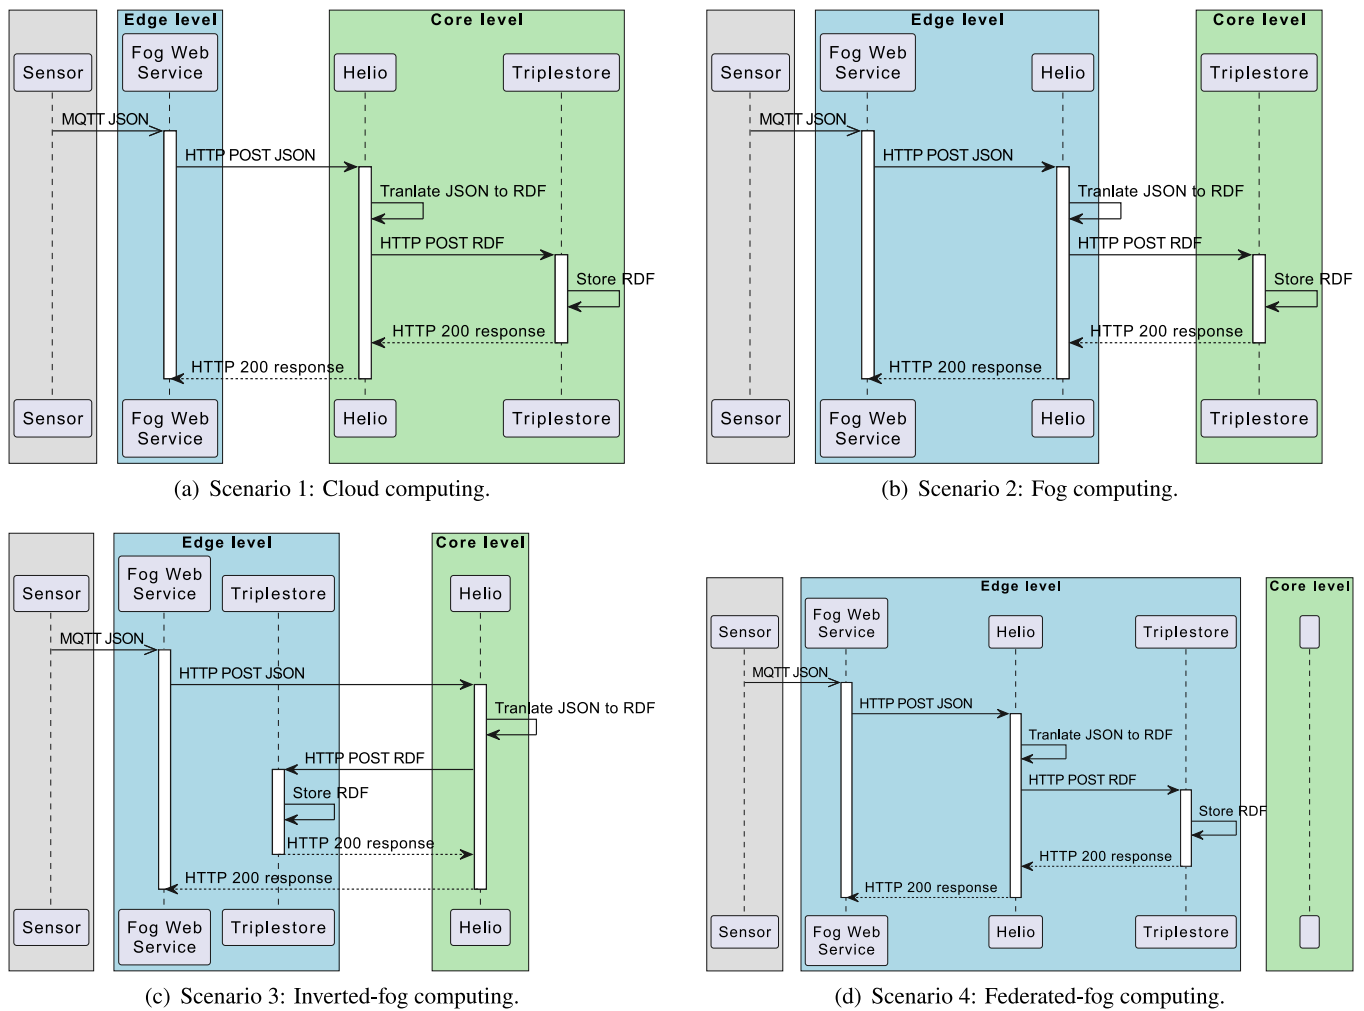 Edge level
Core level
Sensor
Fog Web
Service
Helio
Triplestore
MQTT JSON
HTTP POST JSON
Tranlate JSON to RDF
HTTP POST RDF
Store RDF
HTTP 200 response
HTTP 200 response
Sensor
Fog Web
Service
Helio
Triplestore
(a) Scenario 1: Cloud computing.
Edge level
Core level
Sensor
Fog Web
Service
Helio
Triplestore
MQTT JSON
HTTP POST JSON
Tranlate JSON to RDF
HTTP POST RDF
Store RDF
HTTP 200 response
HTTP 200 response
Sensor
Fog Web
Service
Helio
Triplestore
(b) Scenario 2: Fog computing.
Edge level
Core level
Sensor
Fog Web
Service
Triplestore
Helio
MQTT JSON
HTTP POST JSON
Tranlate JSON to RDF
HTTP POST RDF
Store RDF
HTTP 200 response
HTTP 200 response
Sensor
Fog Web
Service
Triplestore
Helio
(c) Scenario 3: Inverted-fog computing.
Edge level
Core level
Sensor
Fog Web
Service
Helio
Triplestore
MQTT JSON
HTTP POST JSON
Tranlate JSON to RDF
HTTP POST RDF
Store RDF
HTTP 200 response
HTTP 200 response
Sensor
Fog Web
Service
Helio
Triplestore
(d) Scenario 4: Federated-fog computing.